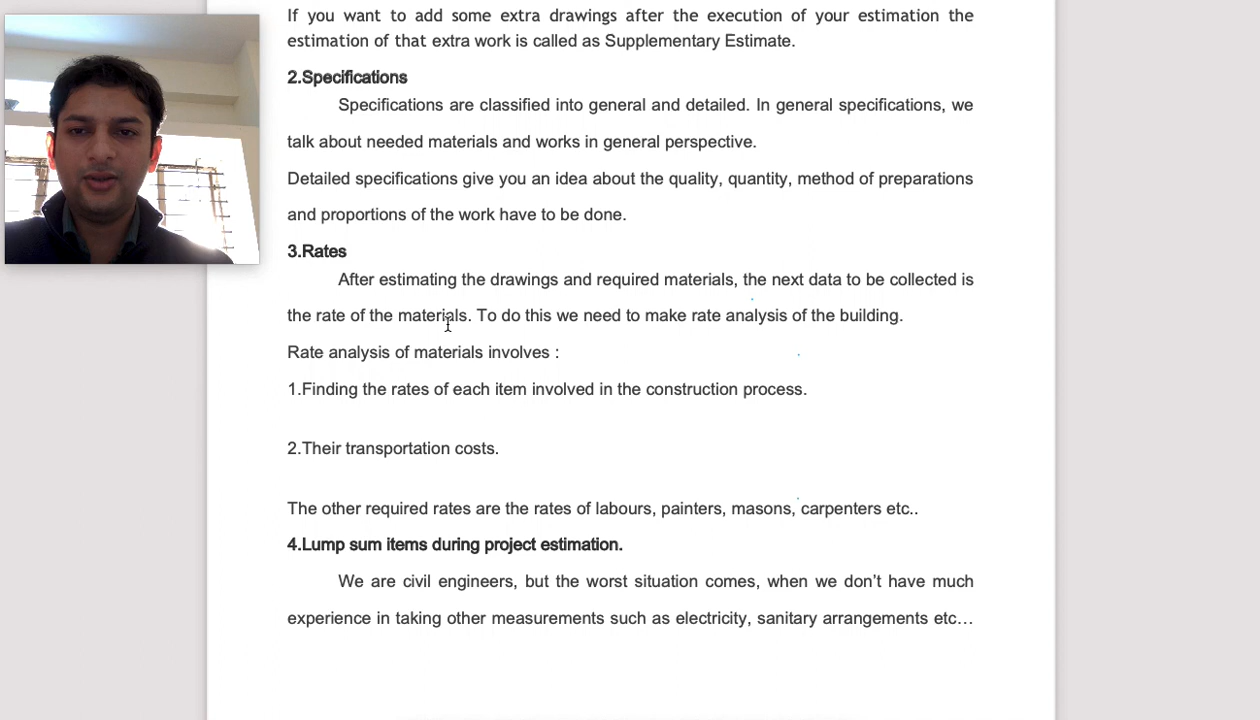 If you want to add some extra drawings after the execution of your estimation the
estimation of that extra work is called as Supplementary Estimate.
2.Specifications
Specifications are classified into general and detailed. In general specifications, we
talk about needed materials and works in general perspective.
Detailed specifications give you an idea about the quality, quantity, method of preparations
and proportions of the work have to be done.
3.Rates
After estimating the drawings and required materials, the next data to be collected is
the rate of the materials. To do this we need to make rate analysis of the building.
Rate analysis of materials involves :
1.Finding the rates of each item involved in the construction process.
2.Their transportation costs.
The other required rates are the rates of labours, painters, masons, carpenters etc..
4.Lump sum items during project estimation.
We are civil engineers, but the worst situation comes, when we don’t have much
experience in taking other measurements such as electricity, sanitary arrangements etc…